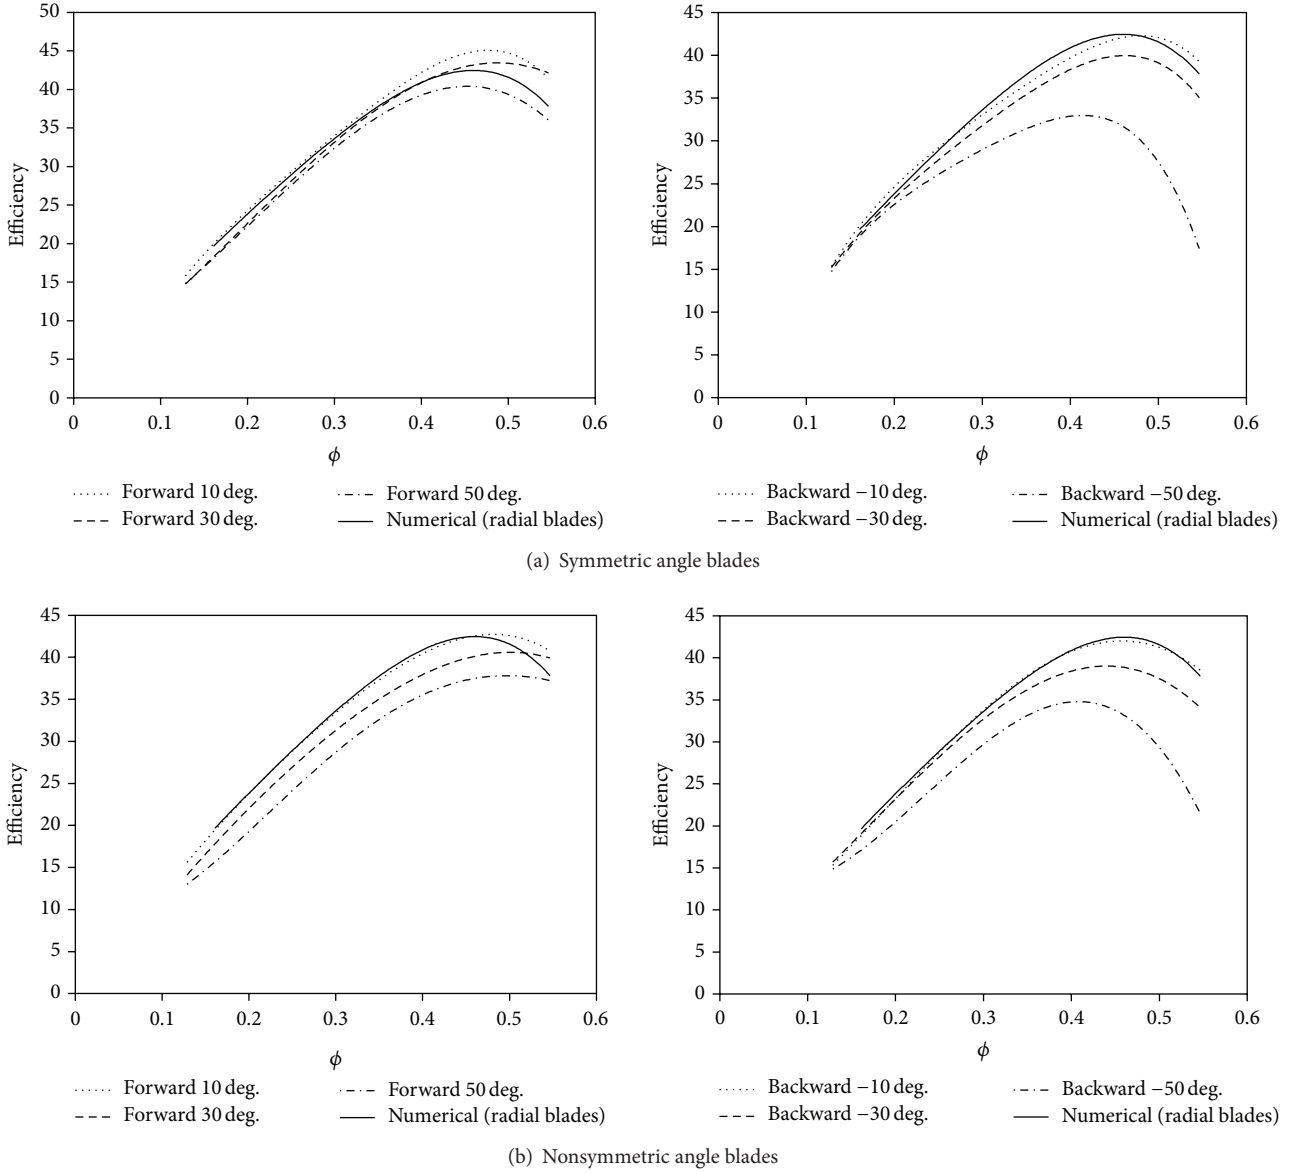 50
45
40
35
30
25
20
15
10
5
0
Efficiency
0 0.1 0.2 0.3 0.4 0.5 0.6
ϕ
Forward 10 deg.
Forward 30 deg.
Forward 50 deg.
Numerical (radial blades)
45
40
35
30
25
20
15
10
5
0
Efficiency
0 0.1 0.2 0.3 0.4 0.5 0.6
ϕ
Backward −10 deg.
Backward −30 deg.
Backward −50 deg.
Numerical (radial blades)
(a) Symmetric angle blades
45
40
35
30
25
20
15
10
5
0
Efficiency
0 0.1 0.2 0.3 0.4 0.5 0.6
ϕ
Forward 10 deg.
Forward 30 deg.
Forward 50 deg.
Numerical (radial blades)
45
40
35
30
25
20
15
10
5
0
Efficiency
0 0.1 0.2 0.3 0.4 0.5 0.6
ϕ
Backward −10 deg.
Backward −30 deg.
Backward −50 deg.
Numerical (radial blades)
(b) Nonsymmetric angle blades